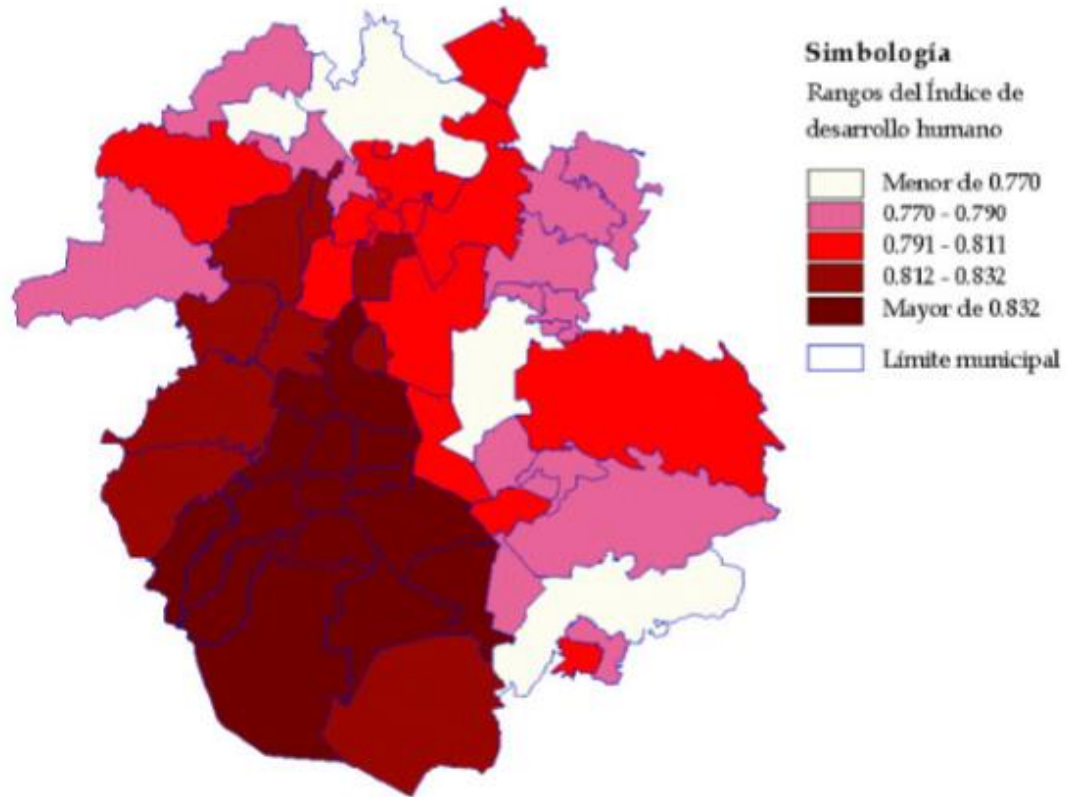 Simbología
Rangos del Índice de
desarrollo humano
Menor de 0.770
0.770 - 0.790
0.791 - 0.811
0.812 - 0.832
Mayor de 0.832
Límite municipal